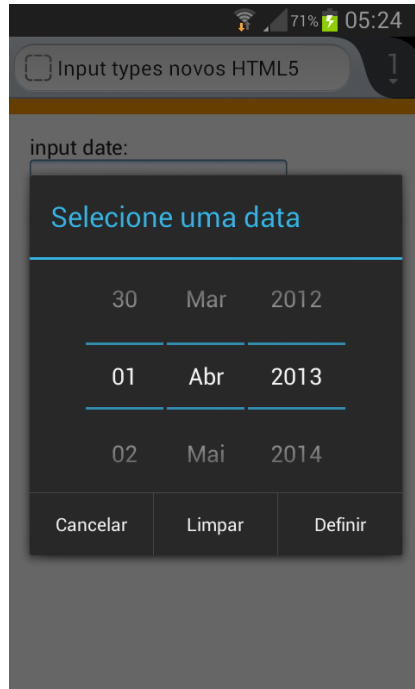 71% 05:24
Input types novos HTML5 1
input date:
Selecione uma data
30 Mar 2012
01 Abr 2013
02 Mai 2014
Cancelar Limpar Definir